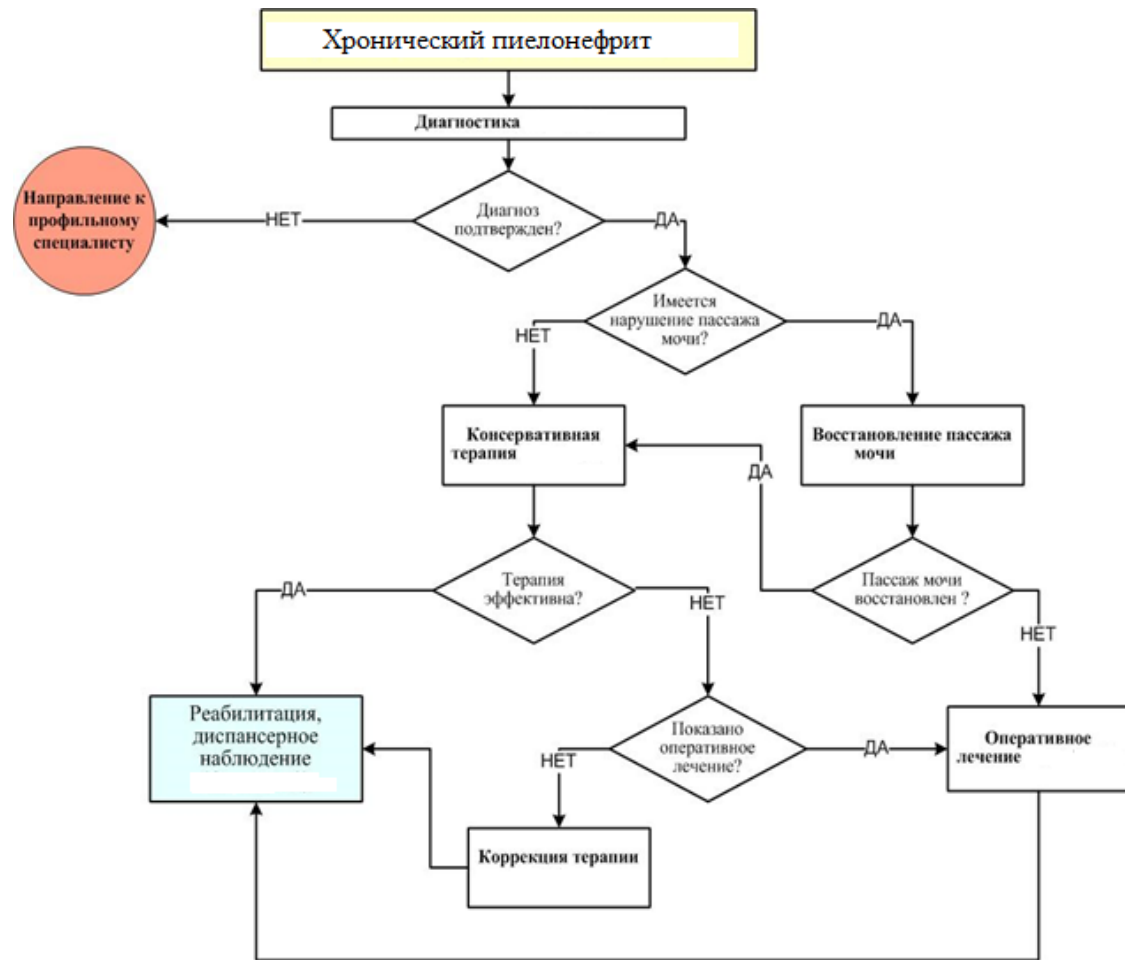 Хронический пиелонефрит
Диагностика
Направление к
профильному
специалисту
НЕТ
Диагноз
подтвержден?
ДА
Имеется
нарушение пассажа
мочи?
НЕТ
ДА
Консервативная
терапия
Восстановление пассажа
мочи
ДА
Терапия
эффективна?
ДА
НЕТ
Пассаж мочи
восстановлен ?
НЕТ
Реабилитация,
диспансерное
наблюдение
Показано
оперативное
лечение?
НЕТ
ДА
Оперативное
лечение
Коррекция терапии